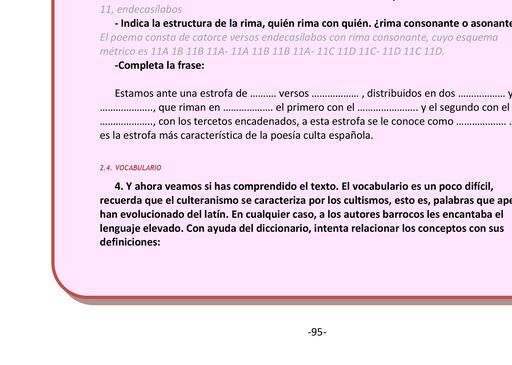 11, endecasílabos
- Indica la estructura de la rima, quién rima con quién. ¿rima consonante o asonante
El poema consta de catorce versos endecasílabos con rima consonante, cuyo esquema
métrico es 11A 1B 11B 11A- 11A 11B 11B 11A- 11C 11D 11C- 11D 11C 11D.
-Completa la frase:
Estamos ante una estrofa de ………. versos ……………… , distribuidos en dos ………. y
…………………, que riman en ……………… el primero con el …………………. y el segundo con el
…………………, con los tercetos encadenados, a esta estrofa se le conoce como ………………
es la estrofa más característica de la poesía culta española.
2.4. VOCABULARIO
4. Y ahora veamos si has comprendido el texto. El vocabulario es un poco difícil,
recuerda que el culteranismo se caracteriza por los cultismos, esto es, palabras que
han evolucionado del latín. En cualquier caso, a los autores barrocos les encantaba el
lenguaje elevado. Con ayuda del diccionario, intenta relacionar los conceptos con sus
definiciones:
-95-